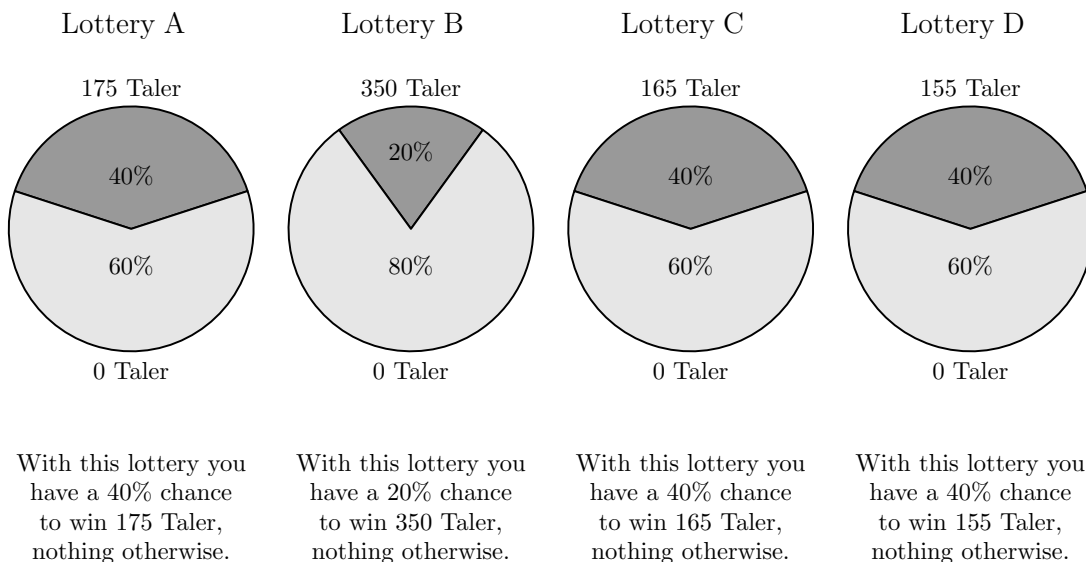 Lottery A
175 Taler
40%
60%
0 Taler
With this lottery you
have a 40% chance
to win 175 Taler,
nothing otherwise.
Lottery B
350 Taler
20%
80%
0 Taler
With this lottery you
have a 20% chance
to win 350 Taler,
nothing otherwise.
Lottery C
165 Taler
40%
60%
0 Taler
With this lottery you
have a 40% chance
to win 165 Taler,
nothing otherwise.
Lottery D
155 Taler
40%
60%
0 Taler
With this lottery you
have a 40% chance
to win 155 Taler,
nothing otherwise.